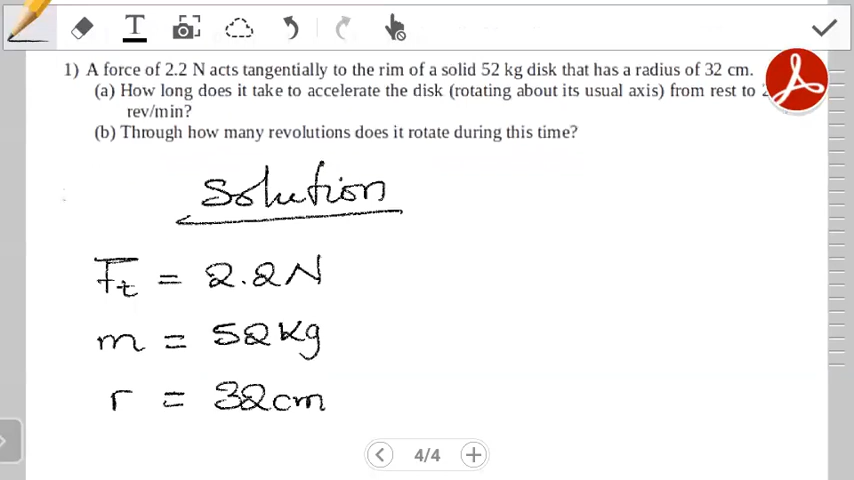 T
1) A force of 2.2 N acts tangentially to the rim of a solid 52 kg disk that has a radius of 32 cm.
(a) How long does it take to accelerate the disk (rotating about its usual axis) from rest to
rev/min?
(b) Through how many revolutions does it rotate during this time?
Solution
Ft = 2.2N
m = 52kg
r = 32cm
4/4